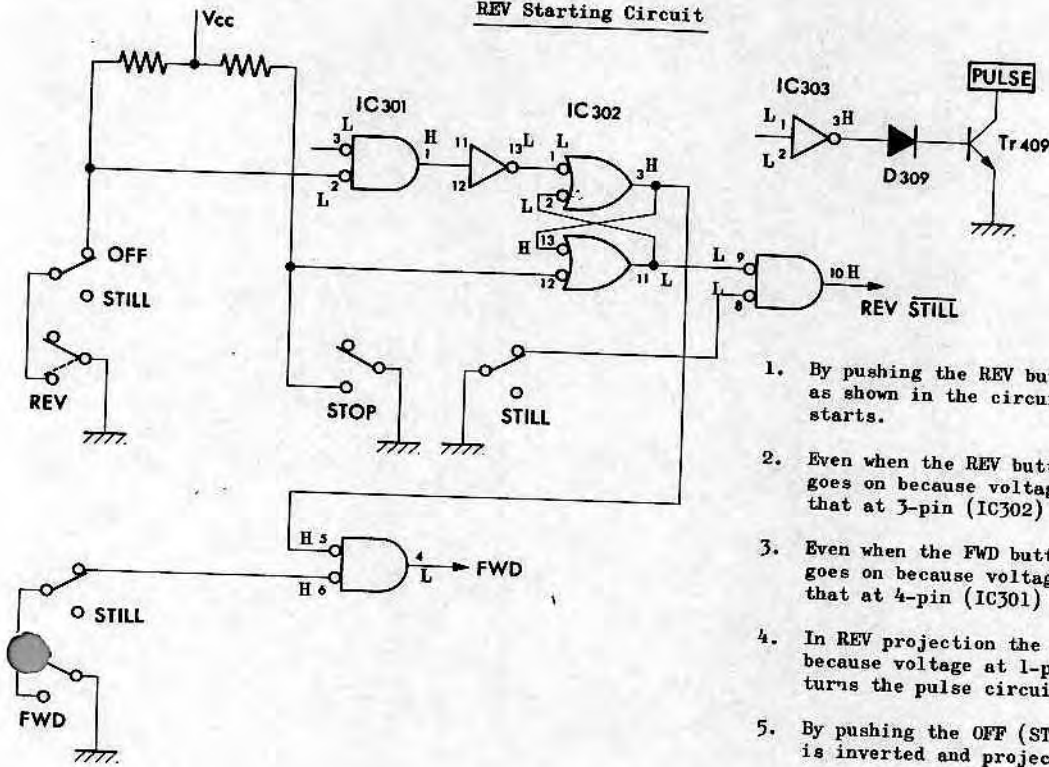 REV Starting Circuit
Vcc
IC301
IC302
IC303
PULSE
L 3
H
1
11
12
13 L
L 1
3 H
L 2
L 1
L 2
3 H
D309
Tr409
L 2
H 13
12
11 L
L 9
L 8
10 H
REV STILL
OFF
STILL
REV
STOP
STILL
H 5
H 6
4
L
FWD
STILL
FWD
1. By pushing the REV but
as shown in the circui
starts.
2. Even when the REV butt
goes on because voltag
that at 3-pin (IC302)
3. Even when the FWD butt
goes on because voltag
that at 4-pin (IC301)
4. In REV projection the
because voltage at 1-p
turns the pulse circui
5. By pushing the OFF (ST
is inverted and projec